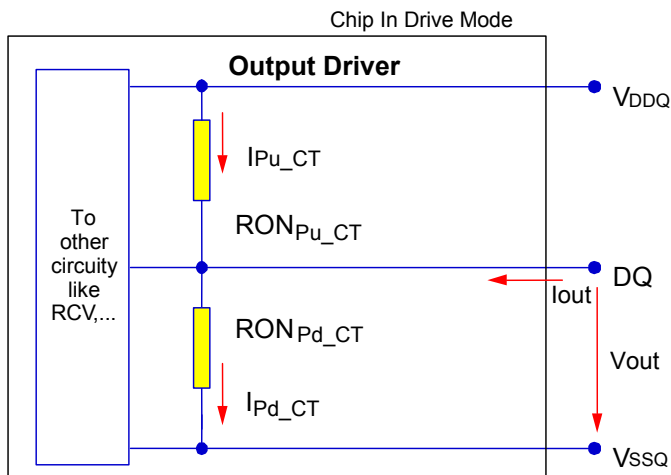 Chip In Drive Mode
Output Driver
VDDQ
IPu_CT
To
other
circuity
like
RCV,...
RONPu_CT
DQ
Iout
RONPd_CT
Vout
IPd_CT
VSSQ